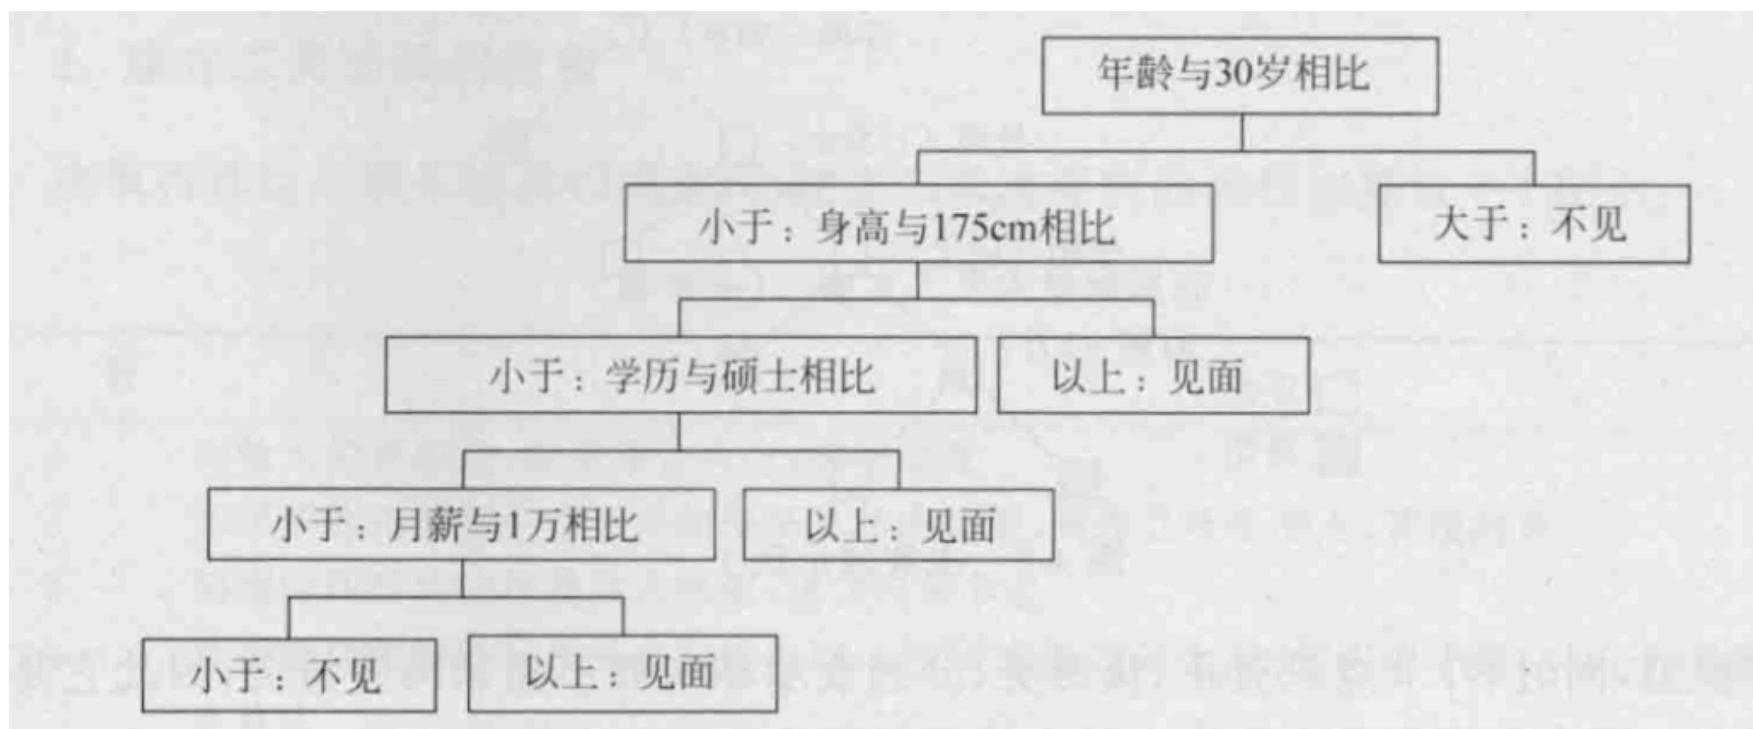 年龄与30岁相比
小于：身高与175cm相比
大于：不见
小于：学历与硕士相比
以上：见面
小于：月薪与1万相比
以上：见面
小于：不见
以上：见面